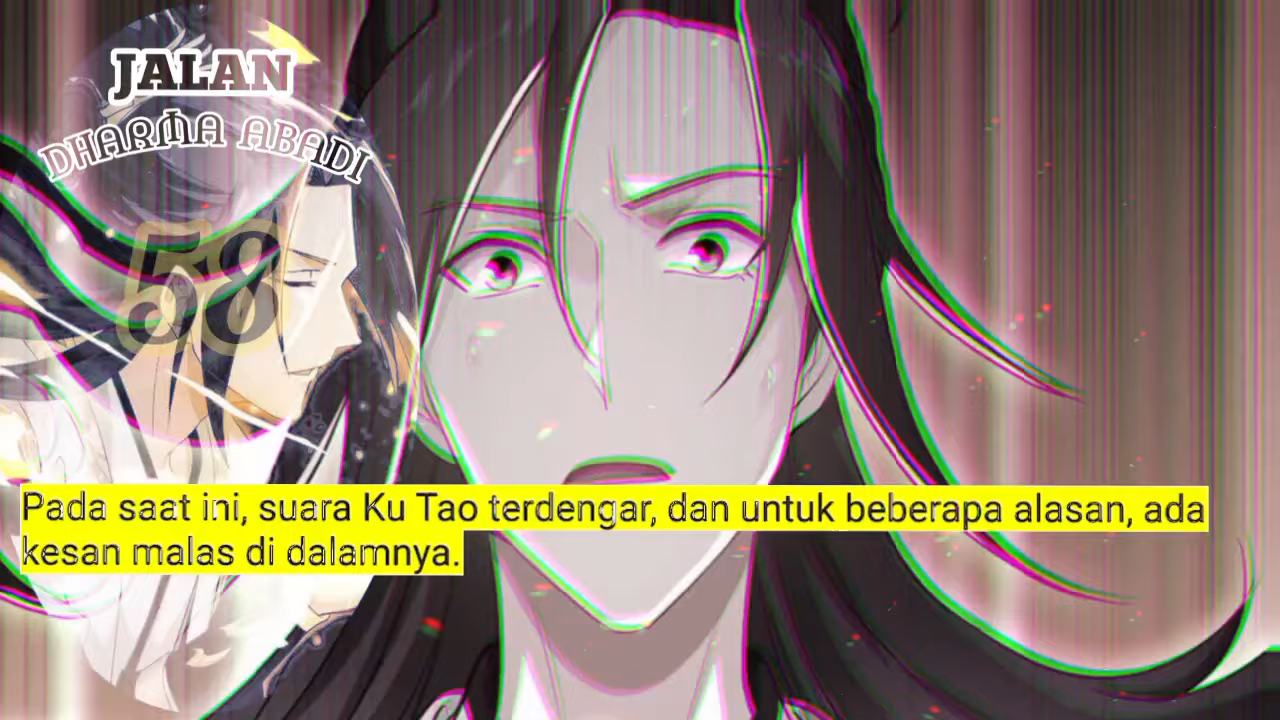 JALAN
DHARMA ABADI
58
Pada saat ini, suara Ku Tao terdengar, dan untuk beberapa alasan, ada
kesan malas di dalamnya.